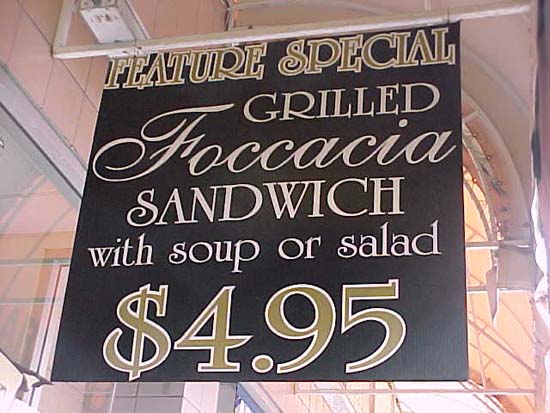 FEATURE SPECIAL
GRILLED
Foccacia
SANDWICH
with soup or salad
$4.95